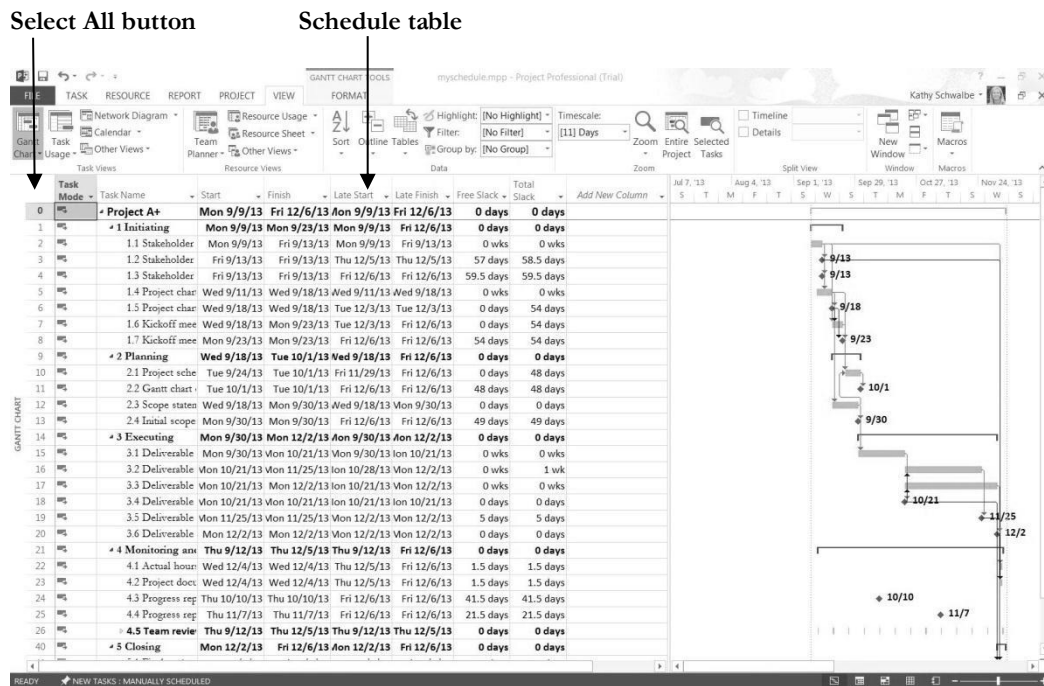 Select All button Schedule table
GANTT CHART TOOLS myschedule.mpp - Project Professional (Trial) ?
FILE TASK RESOURCE REPORT PROJECT VIEW FORMAT Kathy Schwalbe
Network Diagram Resource Usage Highlight: [No Highlight] Timescale: Timeline
Calendar Resource Sheet Filter: [No Filter] [11] Days Details
Gantt Chart Task Usage Other Views Team Planner Other Views Sort Outline Tables Group by: [No Group] Zoom Entire Project Selected Tasks New Window Macros
Task Views Resource Views Data Zoom Split View Window Macros
Task Mode Task Name Start Finish Late Start Late Finish Free Slack Total Slack Add New Column Jul 7, '13 Aug 4, '13 Sep 1, '13 Sep 29, '13 Oct 27, '13 Nov 24, '13
S T M F T S W S T M F T S W S
0 Project A+ Mon 9/9/13 Fri 12/6/13 Mon 9/9/13 Fri 12/6/13 0 days 0 days
1 1 Initiating Mon 9/9/13 Mon 9/23/13 Mon 9/9/13 Fri 12/6/13 0 days 0 days
2 1.1 Stakeholder Mon 9/9/13 Fri 9/13/13 Mon 9/9/13 Fri 9/13/13 0 wks 0 wks
3 1.2 Stakeholder Fri 9/13/13 Fri 9/13/13 Thu 12/5/13 Thu 12/5/13 57 days 58.5 days 9/13
4 1.3 Stakeholder Fri 9/13/13 Fri 9/13/13 Fri 12/6/13 Fri 12/6/13 59.5 days 59.5 days 9/13
5 1.4 Project char Wed 9/11/13 Wed 9/18/13 Wed 9/11/13 Wed 9/18/13 0 wks 0 wks
6 1.5 Project char Wed 9/18/13 Wed 9/18/13 Tue 12/3/13 Tue 12/3/13 0 days 54 days 9/18
7 1.6 Kickoff mee Wed 9/18/13 Mon 9/23/13 Tue 12/3/13 Fri 12/6/13 0 days 54 days
8 1.7 Kickoff mee Mon 9/23/13 Mon 9/23/13 Fri 12/6/13 Fri 12/6/13 54 days 54 days 9/23
9 2 Planning Wed 9/18/13 Tue 10/1/13 Wed 9/18/13 Fri 12/6/13 0 days 0 days
10 2.1 Project sche Tue 9/24/13 Tue 10/1/13 Fri 11/29/13 Fri 12/6/13 0 days 48 days
11 2.2 Gantt chart Tue 10/1/13 Tue 10/1/13 Fri 12/6/13 Fri 12/6/13 48 days 48 days 10/1
12 2.3 Scope staten Wed 9/18/13 Mon 9/30/13 Wed 9/18/13 Mon 9/30/13 0 days 0 days
13 2.4 Initial scope Mon 9/30/13 Mon 9/30/13 Fri 12/6/13 Fri 12/6/13 49 days 49 days 9/30
14 3 Executing Mon 9/30/13 Mon 12/2/13 Mon 9/30/13 Mon 12/2/13 0 days 0 days
15 3.1 Deliverable Mon 9/30/13 Mon 10/21/13 Mon 9/30/13 Mon 10/21/13 0 wks 0 wks
16 3.2 Deliverable Mon 10/21/13 Mon 11/25/13 Mon 10/28/13 Mon 12/2/13 0 wks 1 wk
17 3.3 Deliverable Mon 10/21/13 Mon 12/2/13 Mon 10/21/13 Mon 12/2/13 0 wks 0 wks
18 3.4 Deliverable Mon 10/21/13 Mon 10/21/13 Mon 10/21/13 Mon 10/21/13 0 days 0 days 10/21
19 3.5 Deliverable Mon 11/25/13 Mon 11/25/13 Mon 12/2/13 Mon 12/2/13 5 days 5 days 11/25
20 3.6 Deliverable Mon 12/2/13 Mon 12/2/13 Mon 12/2/13 Mon 12/2/13 0 days 0 days 12/2
21 4 Monitoring and Thu 9/12/13 Thu 12/5/13 Thu 9/12/13 Fri 12/6/13 0 days 0 days
22 4.1 Actual hours Wed 12/4/13 Wed 12/4/13 Thu 12/5/13 Fri 12/6/13 1.5 days 1.5 days
23 4.2 Project docu Wed 12/4/13 Wed 12/4/13 Thu 12/5/13 Fri 12/6/13 1.5 days 1.5 days
24 4.3 Progress rep Thu 10/10/13 Thu 10/10/13 Fri 12/6/13 Fri 12/6/13 41.5 days 41.5 days 10/10
25 4.4 Progress rep Thu 11/7/13 Thu 11/7/13 Fri 12/6/13 Fri 12/6/13 21.5 days 21.5 days 11/7
26 4.5 Team revie Thu 9/12/13 Thu 12/5/13 Thu 9/12/13 Thu 12/5/13 0 days 0 days
40 5 Closing Mon 12/2/13 Fri 12/6/13 Mon 12/2/13 Fri 12/6/13 0 days 0 days
GANTT CHART
READY NEW TASKS : MANUALLY SCHEDULED